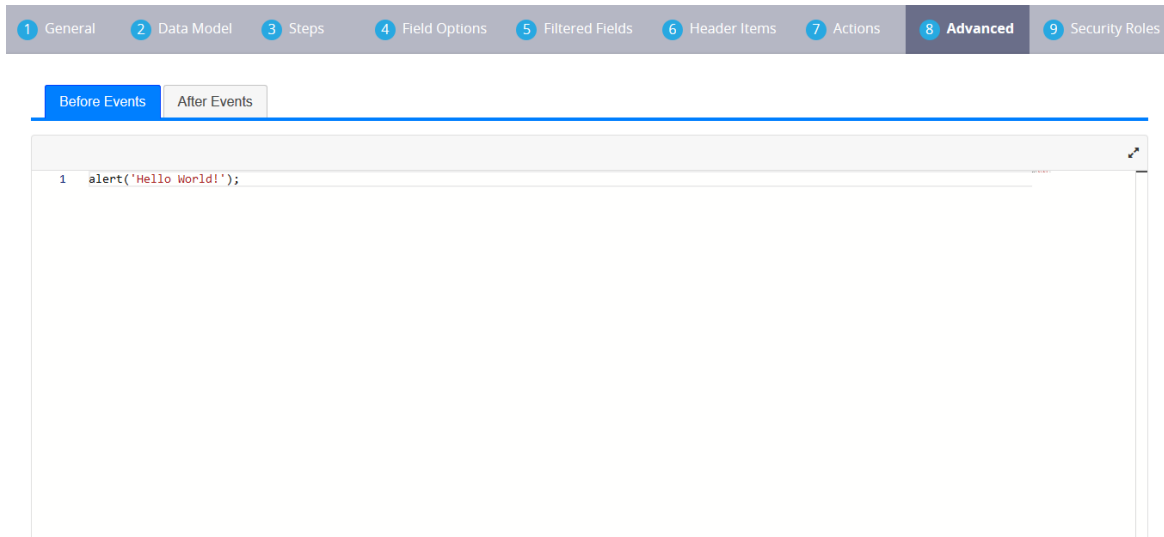 1 General 2 Data Model 3 Steps 4 Field Options 5 Filtered Fields 6 Header Items 7 Actions 8 Advanced 9 Security Roles
Before Events After Events
1 alert('Hello World!');